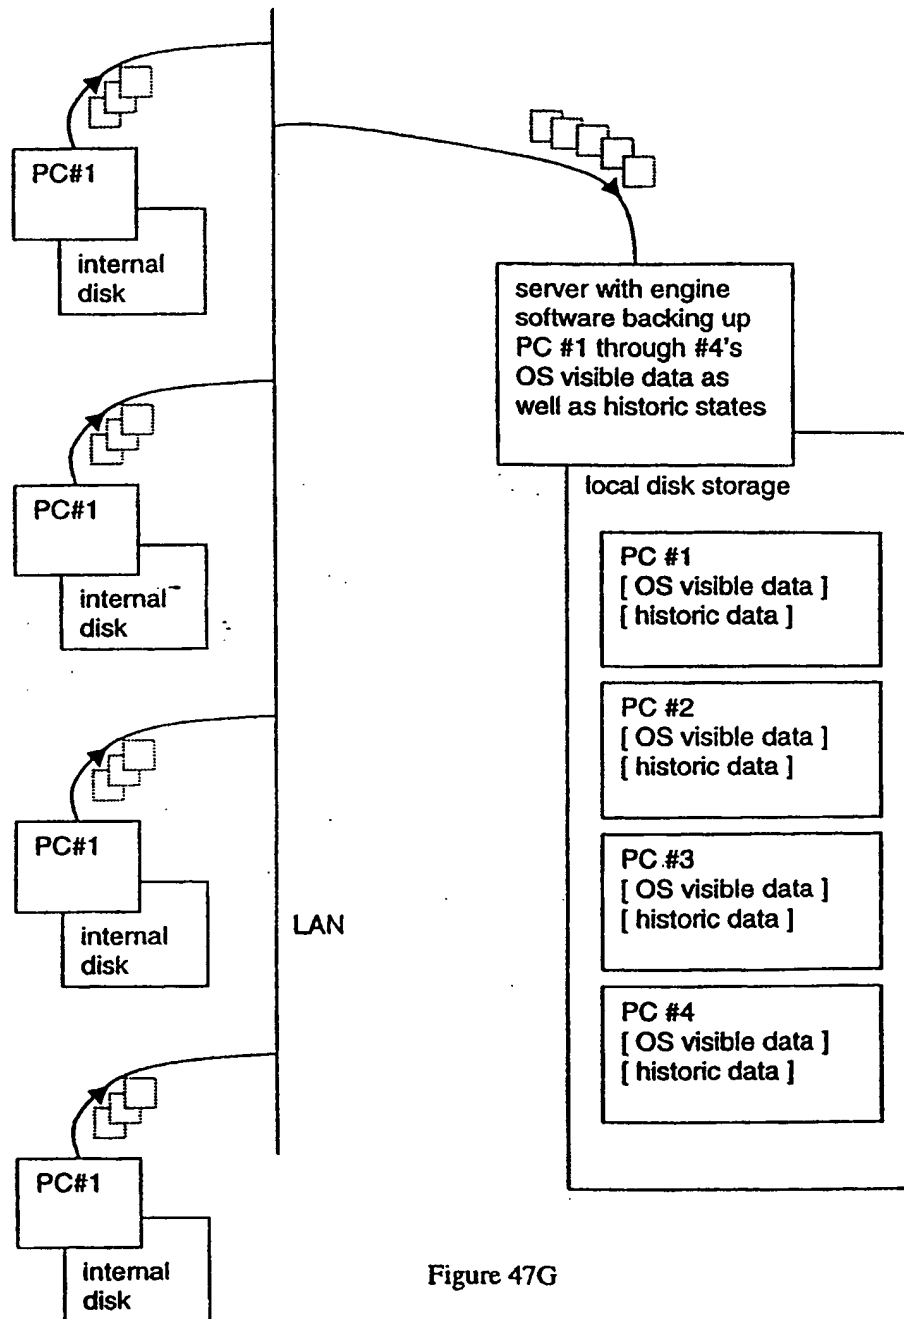 PC#1
internal
disk
PC#1
internal
disk
PC#1
internal
disk
PC#1
internal
disk
LAN
server with engine
software backing up
PC #1 through #4's
OS visible data as
well as historic states
local disk storage
PC #1
[ OS visible data ]
[ historic data ]
PC #2
[ OS visible data ]
[ historic data ]
PC #3
[ OS visible data ]
[ historic data ]
PC #4
[ OS visible data ]
[ historic data ]
Figure 47G